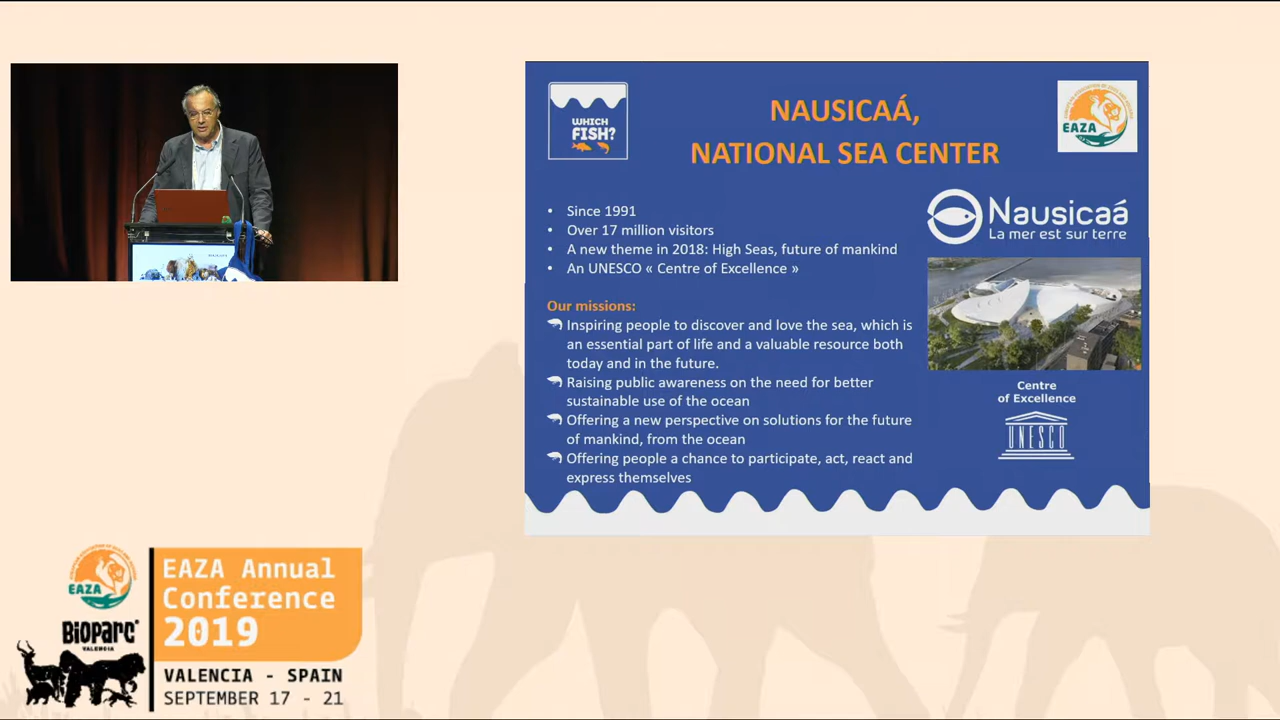 WHICH
FISH?
NAUSICAÁ,
NATIONAL SEA CENTER
EAZA
• Since 1991
• Over 17 million visitors
• A new theme in 2018: High Seas, future of mankind
• An UNESCO « Centre of Excellence »
Nausicaá
La mer est sur terre
Our missions:
Inspiring people to discover and love the sea, which is
an essential part of life and a valuable resource both
today and in the future.
Raising public awareness on the need for better
sustainable use of the ocean
Offering a new perspective on solutions for the future
of mankind, from the ocean
Offering people a chance to participate, act, react and
express themselves
Centre
of Excellence
UNESCO
EAZA
BIOPARC
VALENCIA
EAZA Annual
Conference
2019
VALENCIA - SPAIN
SEPTEMBER 17 - 21